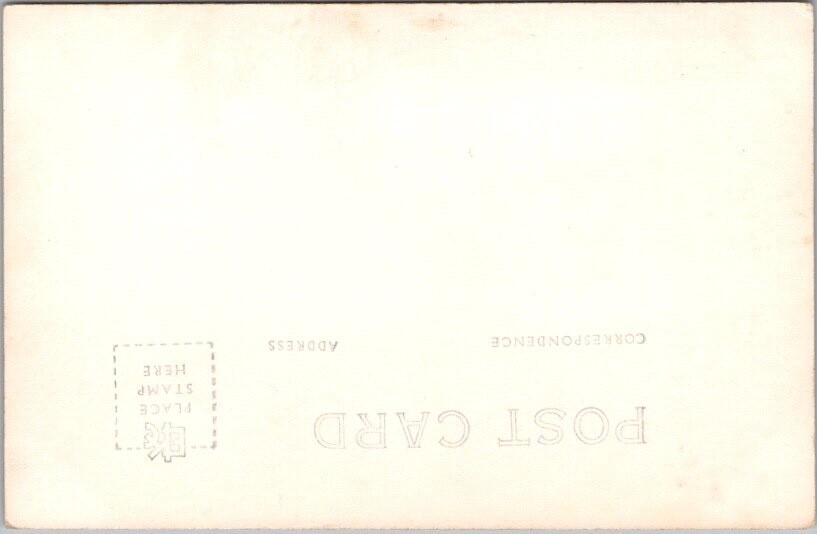 POST CARD
CORRESPONDENCE
ADDRESS
PLACE
STAMP
HERE